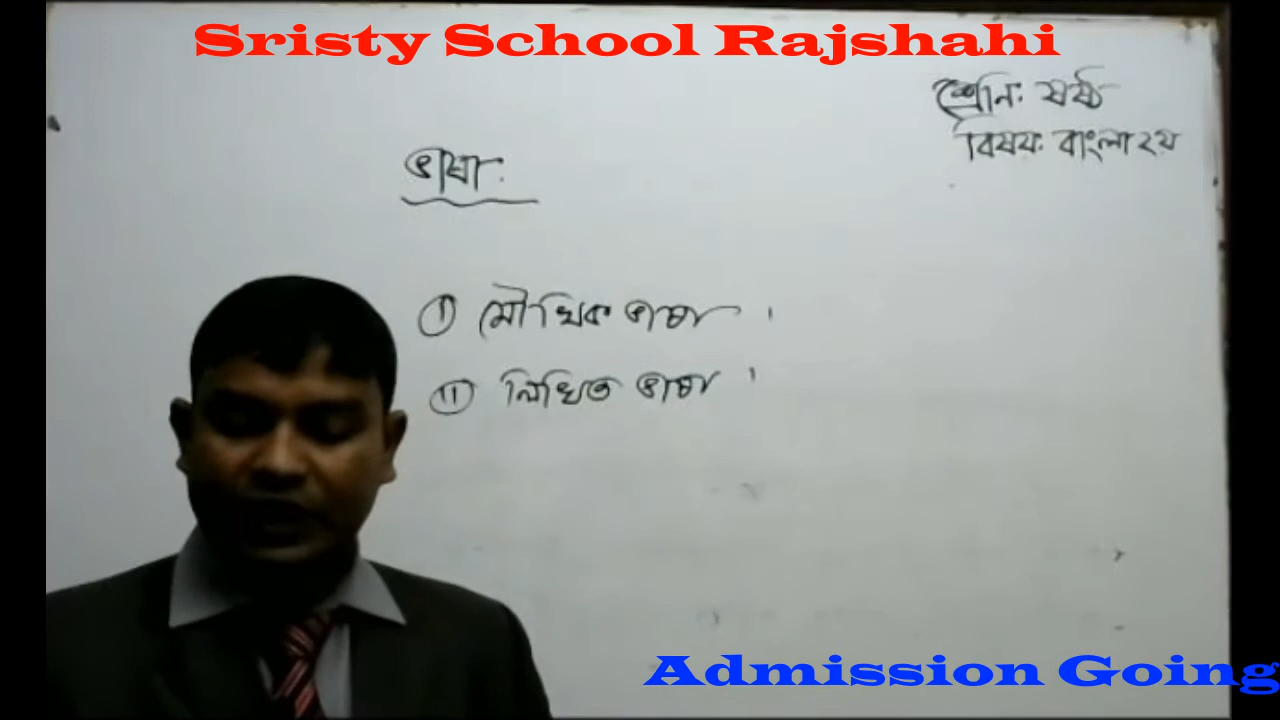 Sristy School Rajshahi
শ্রেনি: ষষ্ঠ
বিষয়: বাংলা ২য়
ভাষা:
(i) মৌখিক ভাষা।
(ii) লিখিত ভাষা।
Admission Going